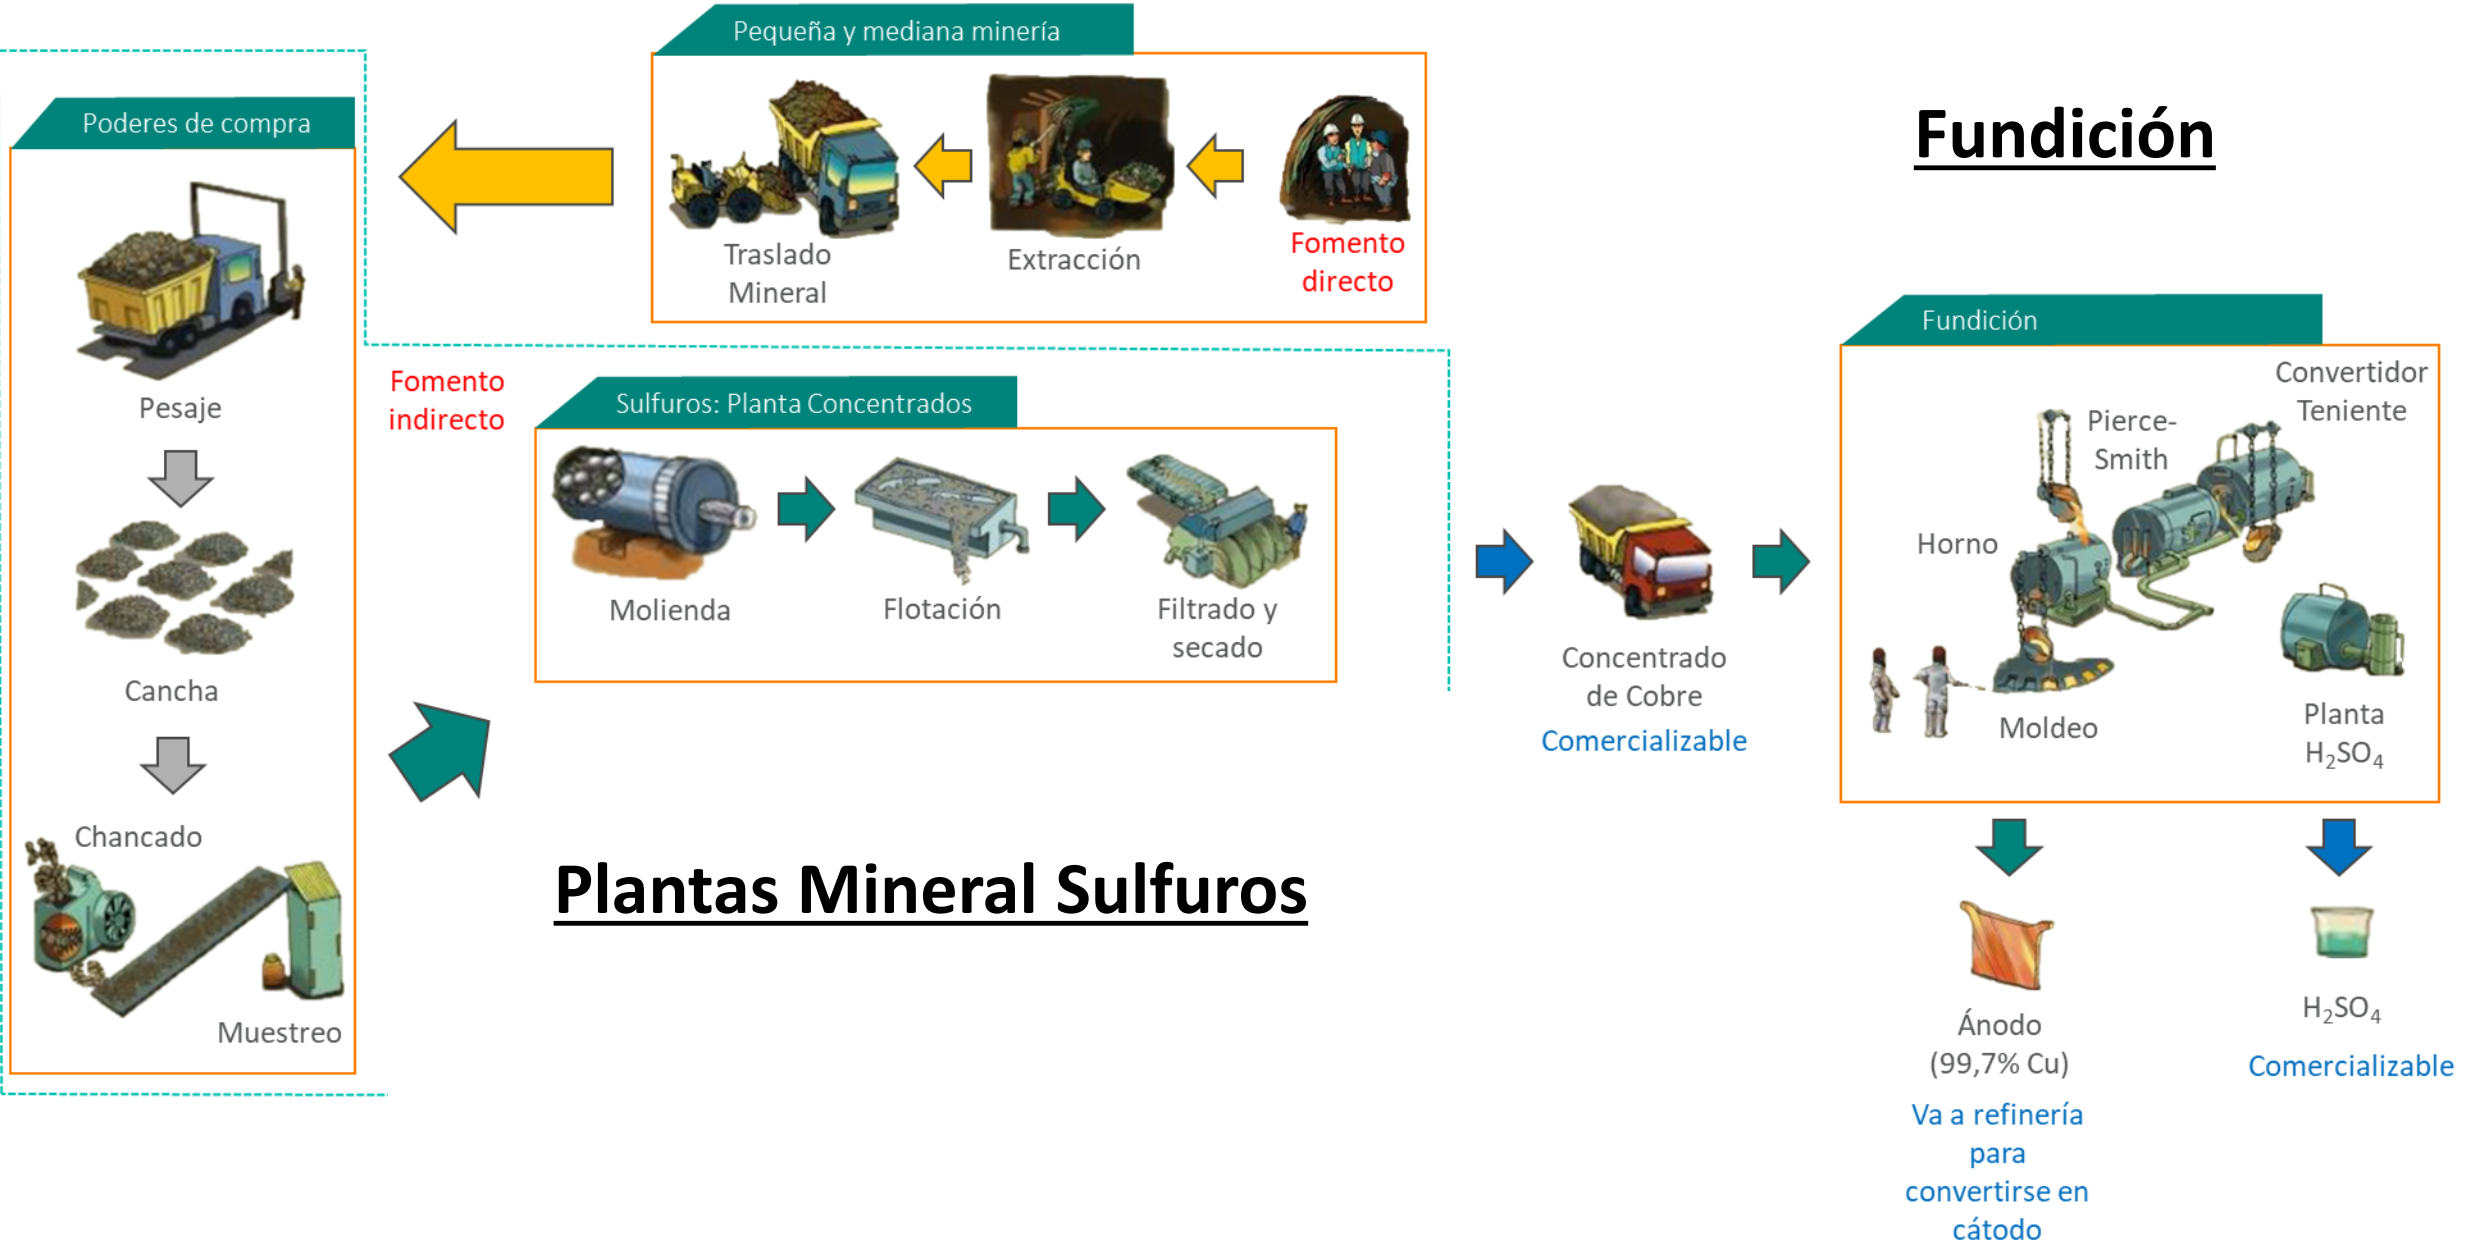 Pequeña y mediana minería
Traslado
Mineral
Extracción
Fomento
directo
Poderes de compra
Pesaje
Cancha
Chancado
Muestreo
Fomento
indirecto
Sulfuros: Planta Concentrados
Molienda
Flotación
Filtrado y
secado
Plantas Mineral Sulfuros
Concentrado
de Cobre
Comercializable
Fundición
Fundición
Convertidor
Teniente
Pierce-
Smith
Horno
Moldeo
Planta
H₂SO₄
Ánodo
(99,7% Cu)
Va a refinería
para
convertirse en
cátodo
H₂SO₄
Comercializable